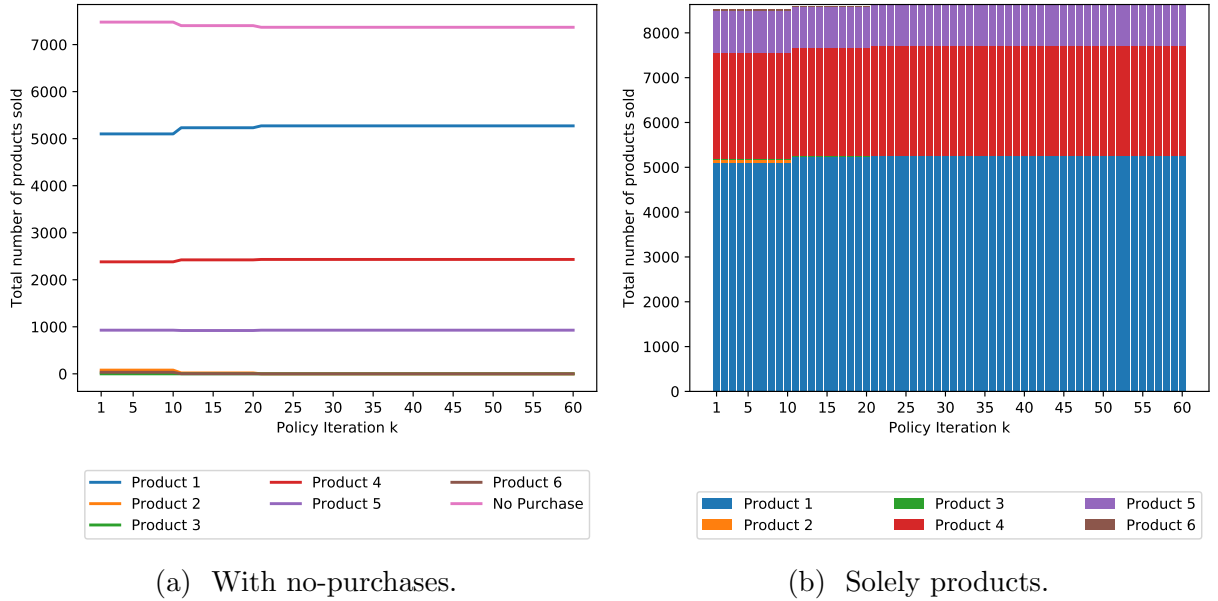 Total number of products sold
7000
6000
5000
4000
3000
2000
1000
0
1 5 10 15 20 25 30 35 40 45 50 55 60
Policy Iteration k
Product 1 Product 4 Product 6
Product 2 Product 5 No Purchase
Product 3
(a) With no-purchases.
Total number of products sold
8000
7000
6000
5000
4000
3000
2000
1000
0
1 5 10 15 20 25 30 35 40 45 50 55 60
Policy Iteration k
Product 1 Product 3 Product 5
Product 2 Product 4 Product 6
(b) Solely products.